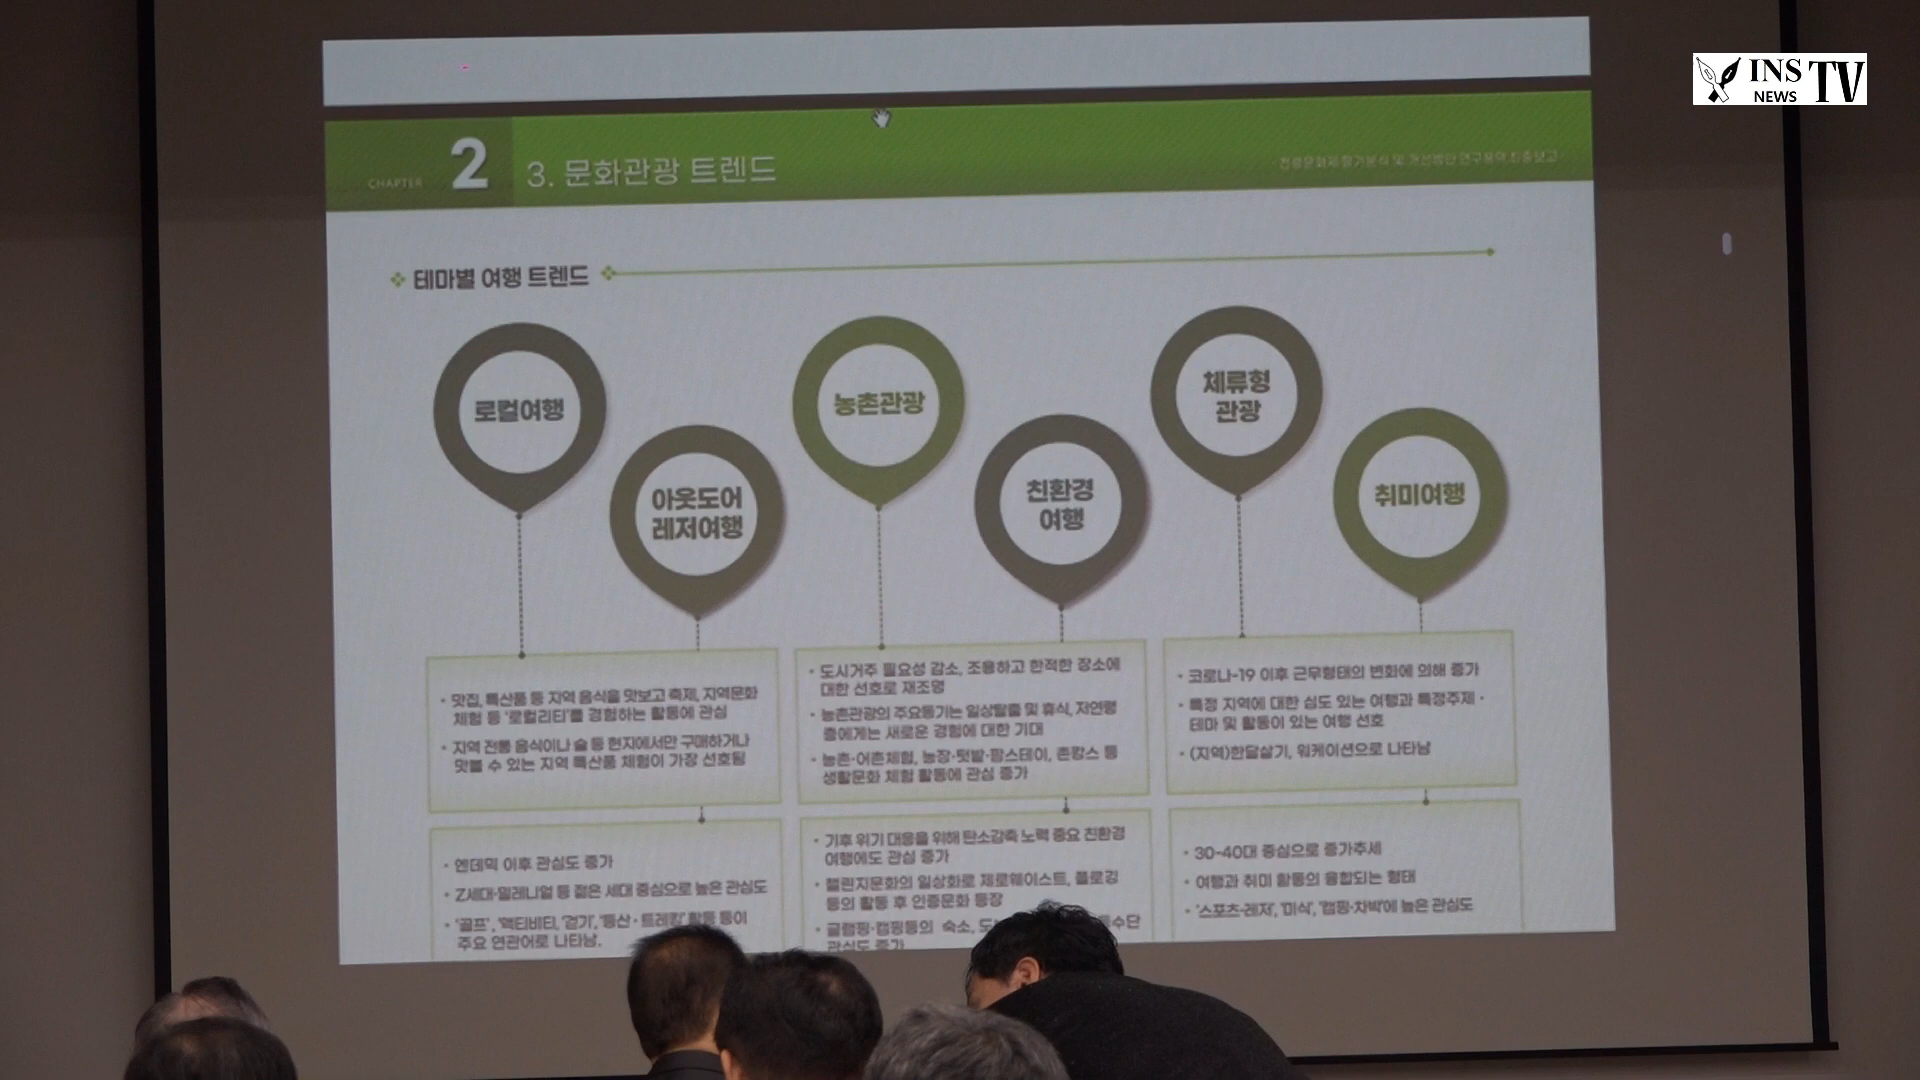 INS
NEWS
TV
CHAPTER
2
3. 문화관광 트렌드
테마별 여행 트렌드
로컬여행
아웃도어
레저여행
농촌관광
친환경
여행
체류형
관광
취미여행
• 맛집, 특산품 등 지역 음식을 맛보고 축제, 지역문화
체험 등 '로컬리티'를 경험하는 활동에 관심
• 지역 전통 음식이나 술 등 현지에서만 구매하거나
맛볼 수 있는 지역 특산품 체험이 가장 선호됨
• 도시거주 필요성 감소, 조용하고 한적한 장소에
대한 선호로 재조명
• 농촌관광의 주요동기는 일상탈출 및 휴식, 저연령
층에게는 새로운 경험에 대한 기대
• 농촌·어촌체험, 농장·텃밭·팜스테이, 촌캉스 등
생활문화 체험 활동에 관심 증가
• 코로나-19 이후 근무형태의 변화에 의해 증가
• 특정 지역에 대한 심도 있는 여행과 특정주제·
테마 및 활동이 있는 여행 선호
• (지역)한달살기, 워케이션으로 나타남
• 엔데믹 이후 관심도 증가
• Z세대·밀레니얼 등 젊은 세대 중심으로 높은 관심도
• '골프', '액티비티', '걷기', '등산·트레킹' 활동 등이
주요 연관어로 나타남.
• 기후 위기 대응을 위해 탄소감축 노력 중요 친환경
여행에도 관심 증가
• 챌린지문화의 일상화로 제로웨이스트, 플로깅
등의 활동 후 인증문화 등장
• 글램핑·캠핑등의 숙소,
관심도 증가
• 30-40대 중심으로 증가추세
• 여행과 취미 활동의 융합되는 형태
• '스포츠·레저', '미식', '캠핑·차박'에 높은 관심도